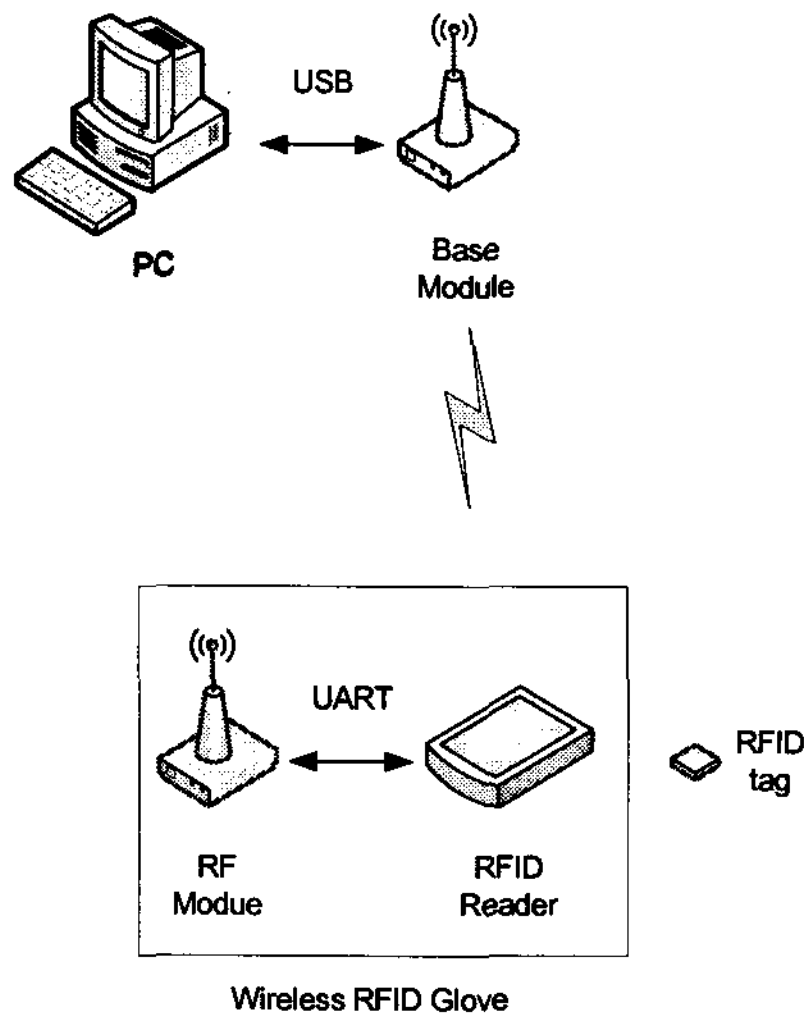 USB
PC
Base
Module
UART
RFID
tag
RF
Modue
RFID
Reader
Wireless RFID Glove